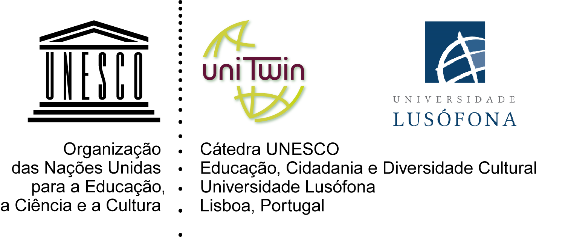 UNESCO
Organização
das Nações Unidas
para a Educação,
a Ciência e a Cultura
uniTwin
UNIVERSIDADE
LUSÓFONA
Cátedra UNESCO
Educação, Cidadania e Diversidade Cultural
Universidade Lusófona
Lisboa, Portugal